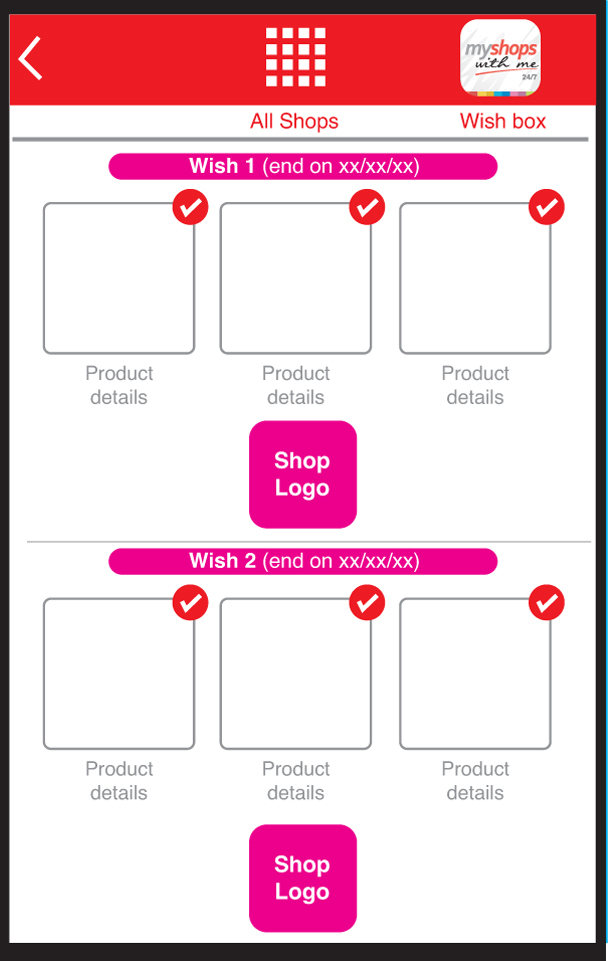 myshops
with me
24/7
All Shops Wish box
Wish 1 (end on xx/xx/xx)
Product Product Product
details details details
Shop
Logo
Wish 2 (end on xx/xx/xx)
Product Product Product
details details details
Shop
Logo